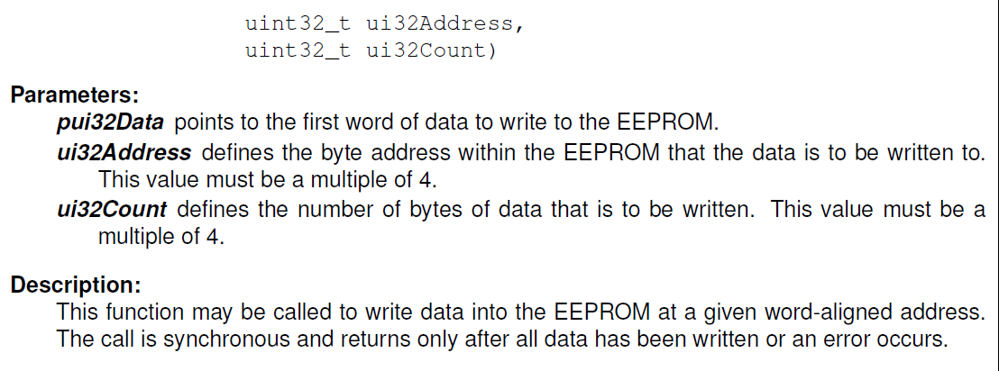 uint32_t ui32Address,
uint32_t ui32Count)
Parameters:
pui32Data points to the first word of data to write to the EEPROM.
ui32Address defines the byte address within the EEPROM that the data is to be written to.
This value must be a multiple of 4.
ui32Count defines the number of bytes of data that is to be written. This value must be a
multiple of 4.
Description:
This function may be called to write data into the EEPROM at a given word-aligned address.
The call is synchronous and returns only after all data has been written or an error occurs.